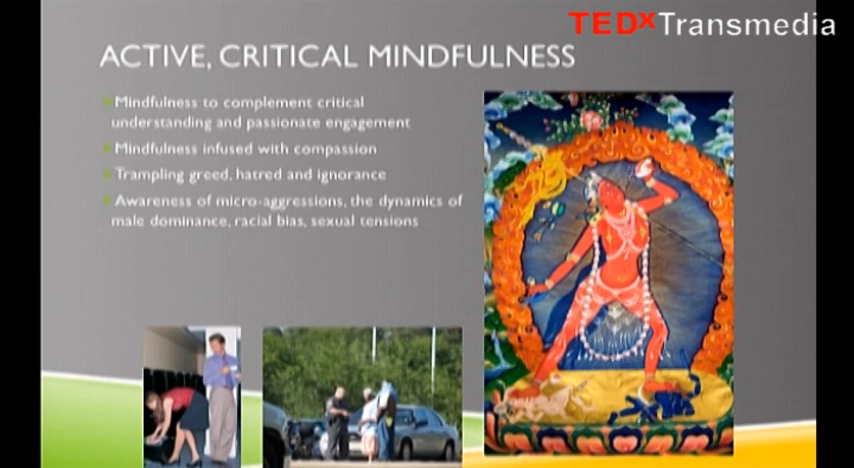 TEDxTransmedia
ACTIVE, CRITICAL MINDFULNESS
Mindfulness to complement critical
understanding and passionate engagement
Mindfulness infused with compassion
Trampling greed, hatred and ignorance
Awareness of micro-aggressions, the dynamics of
male dominance, racial bias, sexual tensions